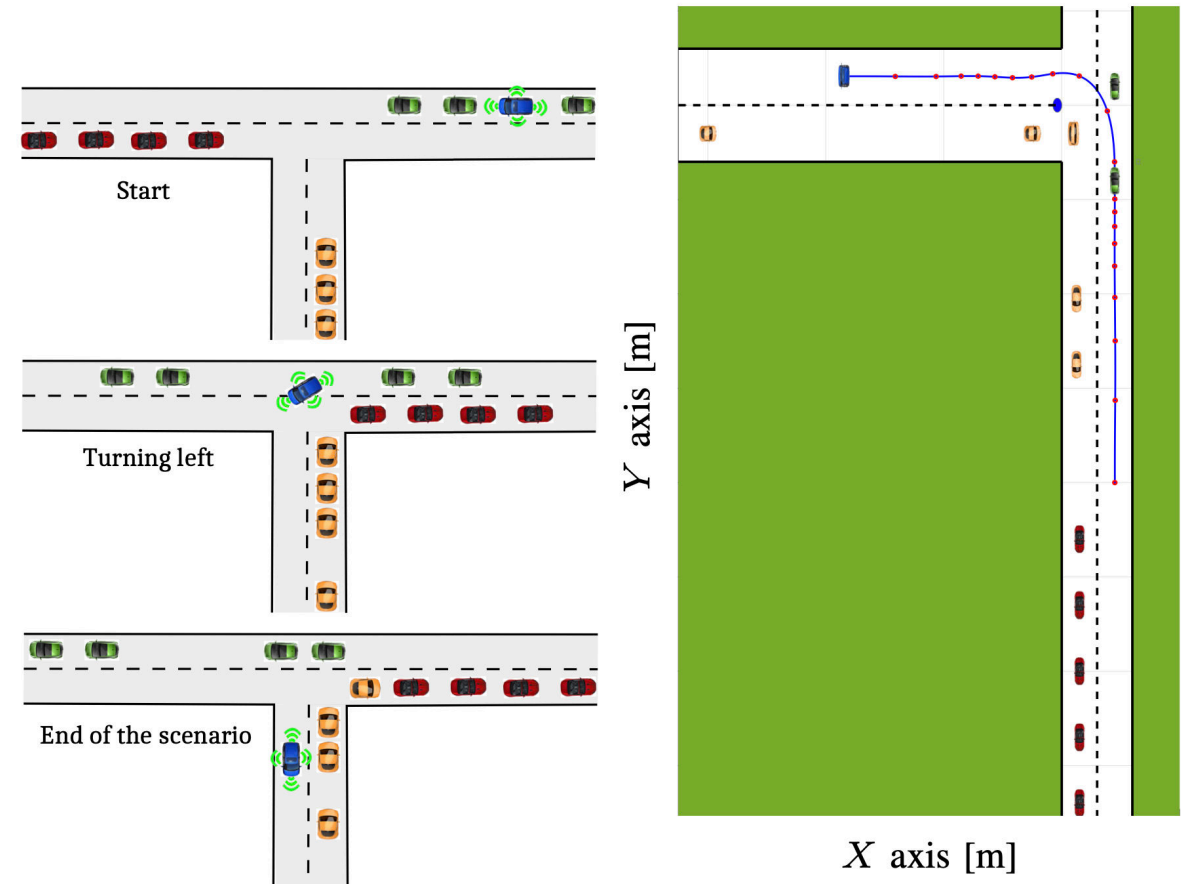 Start
Turning left
End of the scenario
Y axis [m]
X axis [m]